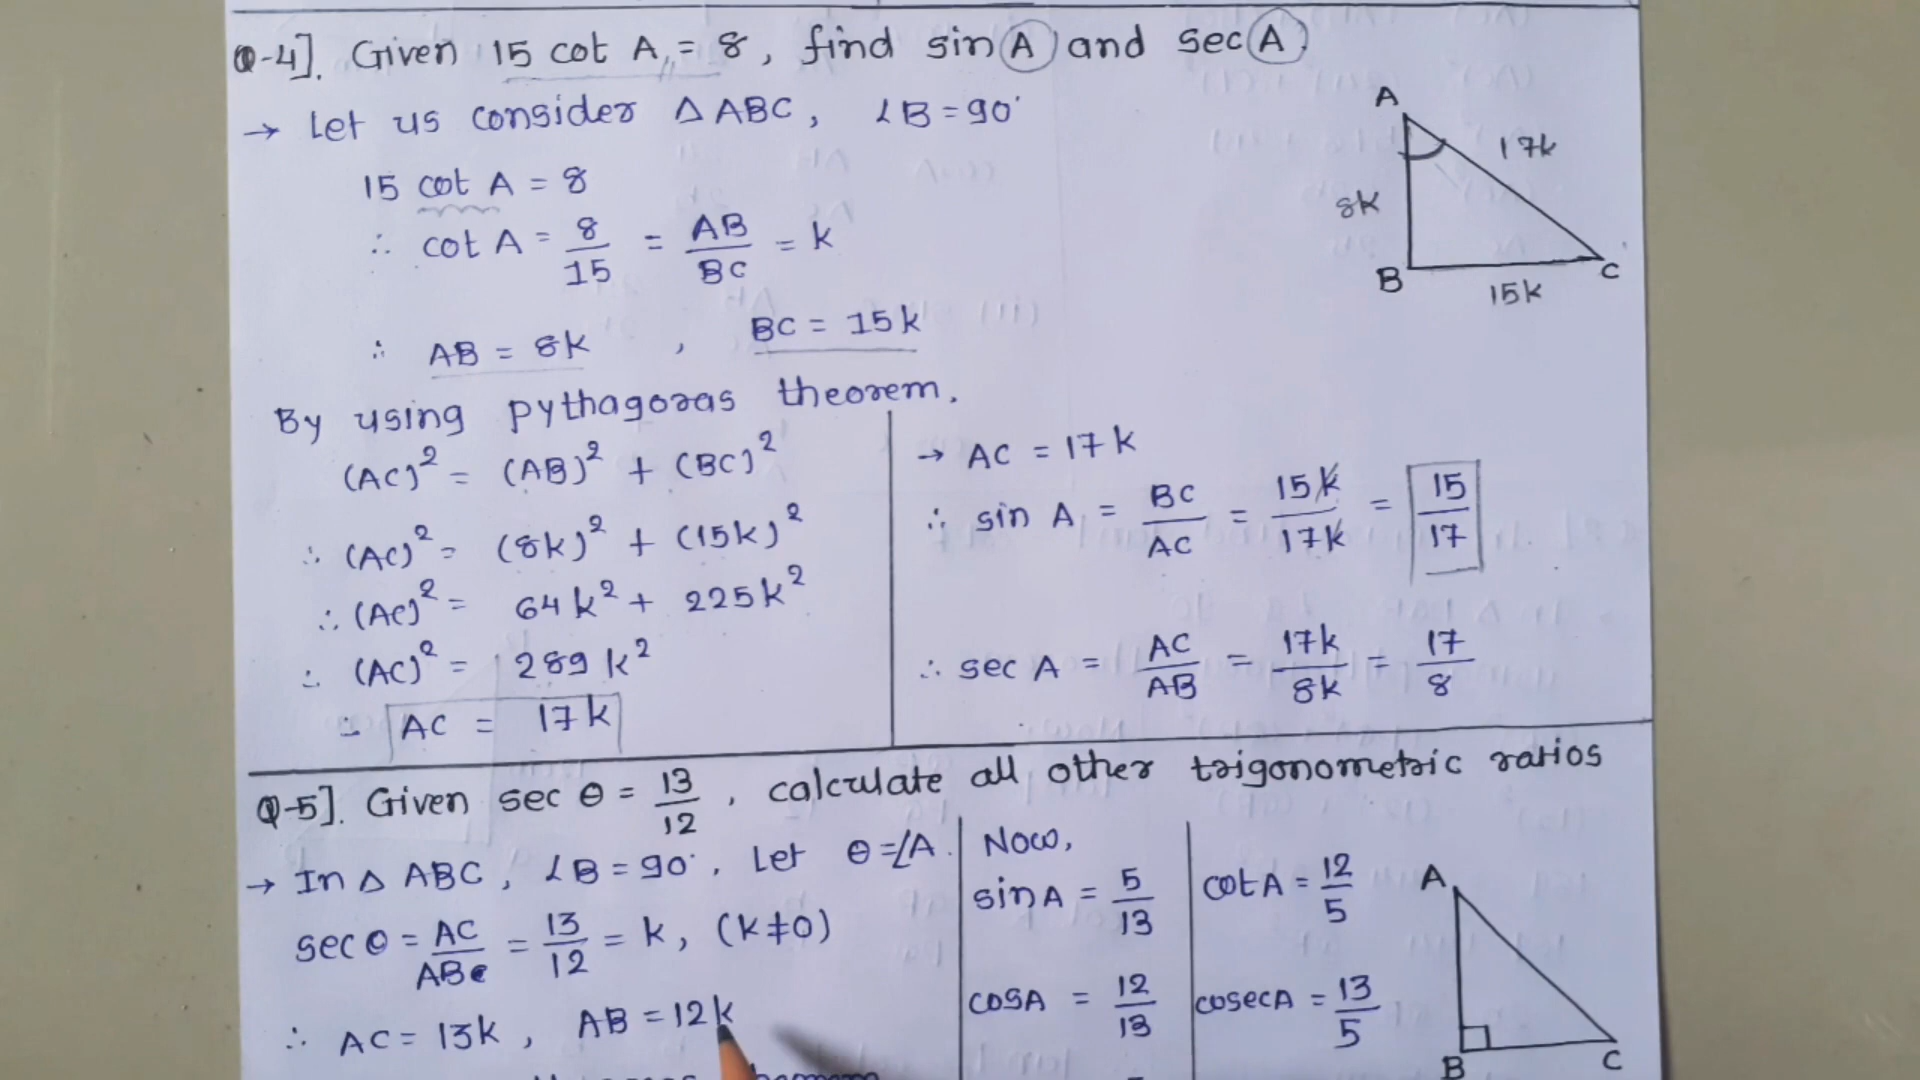 Q-4]. Given 15 cot A = 8, find sin A and sec A
→ Let us consider △ ABC, ∠B = 90°
15 cot A = 8
∴ cot A = 8/15 = AB/BC = k
∴ AB = 8k , BC = 15k
By using pythagoras theorem.
(AC)² = (AB)² + (BC)²
∴ (AC)² = (8k)² + (15k)²
∴ (AC)² = 64k² + 225k²
∴ (AC)² = 289k²
∴ AC = 17k
→ AC = 17k
∴ sin A = BC/AC = 15k/17k = 15/17
∴ sec A = AC/AB = 17k/8k = 17/8
A
17k
8k
B
C
15k
Q-5]. Given sec θ = 13/12, calculate all other trigonometric ratios
→ In △ ABC, ∠B = 90°, Let θ = ∠A.
sec θ = AC/AB = 13/12 = k, (k≠0)
∴ AC = 13k, AB = 12k
Now,
sin A = 5/13
cos A = 12/13
cot A = 12/5
cosec A = 13/5
A
B
C